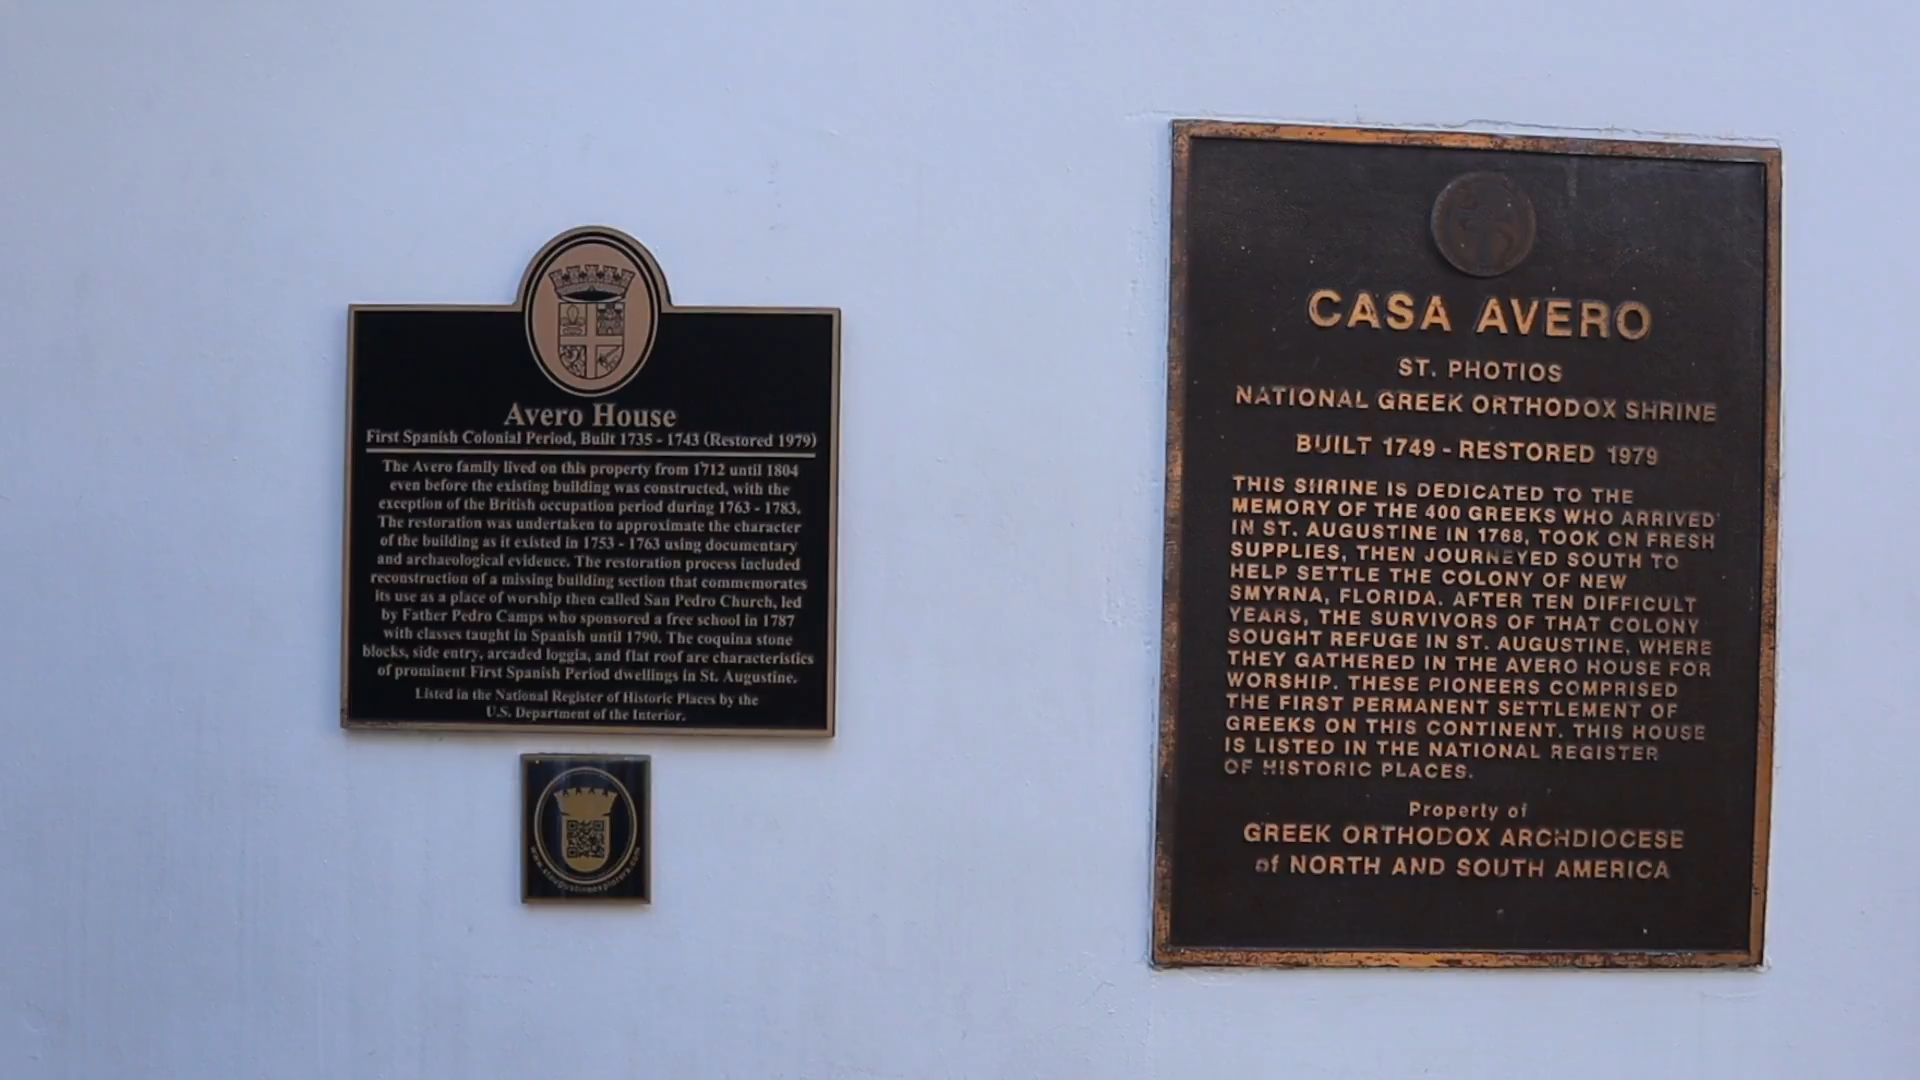 Avero House
First Spanish Colonial Period, Built 1735 - 1743 (Restored 1979)
The Avero family lived on this property from 1712 until 1804
even before the existing building was constructed, with the
exception of the British occupation period during 1763 - 1783.
The restoration was undertaken to approximate the character
of the building as it existed in 1753 - 1763 using documentary
and archaeological evidence. The restoration process included
reconstruction of a missing building section that commemorates
its use as a place of worship then called San Pedro Church, led
by Father Pedro Camps who sponsored a free school in 1787
with classes taught in Spanish until 1790. The coquina stone
blocks, side entry, arcaded loggia, and flat roof are characteristics
of prominent First Spanish Period dwellings in St. Augustine.
Listed in the National Register of Historic Places by the
U.S. Department of the Interior.
CASA AVERO
ST. PHOTIOS
NATIONAL GREEK ORTHODOX SHRINE
BUILT 1749 - RESTORED 1979
THIS SHRINE IS DEDICATED TO THE
MEMORY OF THE 400 GREEKS WHO ARRIVED
IN ST. AUGUSTINE IN 1768, TOOK ON FRESH
SUPPLIES, THEN JOURNEYED SOUTH TO
HELP SETTLE THE COLONY OF NEW
SMYRNA, FLORIDA. AFTER TEN DIFFICULT
YEARS, THE SURVIVORS OF THAT COLONY
SOUGHT REFUGE IN ST. AUGUSTINE, WHERE
THEY GATHERED IN THE AVERO HOUSE FOR
WORSHIP. THESE PIONEERS COMPRISED
THE FIRST PERMANENT SETTLEMENT OF
GREEKS ON THIS CONTINENT. THIS HOUSE
IS LISTED IN THE NATIONAL REGISTER
OF HISTORIC PLACES.
Property of
GREEK ORTHODOX ARCHDIOCESE
of NORTH AND SOUTH AMERICA